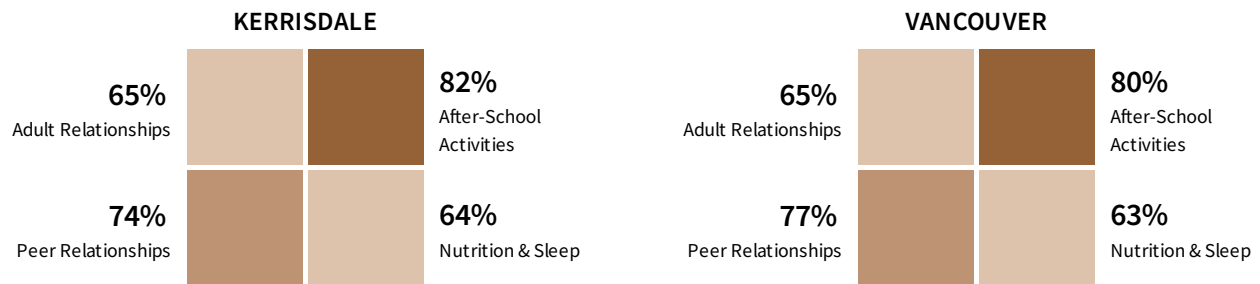 KERRISDALE
65%
Adult Relationships
82%
After-School
Activities
74%
Peer Relationships
64%
Nutrition & Sleep
VANCOUVER
65%
Adult Relationships
80%
After-School
Activities
77%
Peer Relationships
63%
Nutrition & Sleep